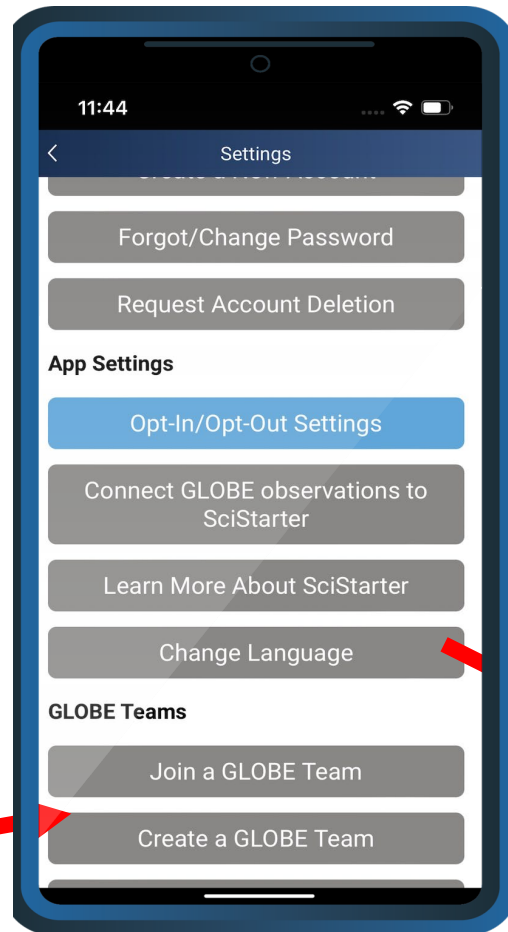 11:44
Settings
Forgot/Change Password
Request Account Deletion
App Settings
Opt-In/Opt-Out Settings
Connect GLOBE observations to
SciStarter
Learn More About SciStarter
Change Language
GLOBE Teams
Join a GLOBE Team
Create a GLOBE Team